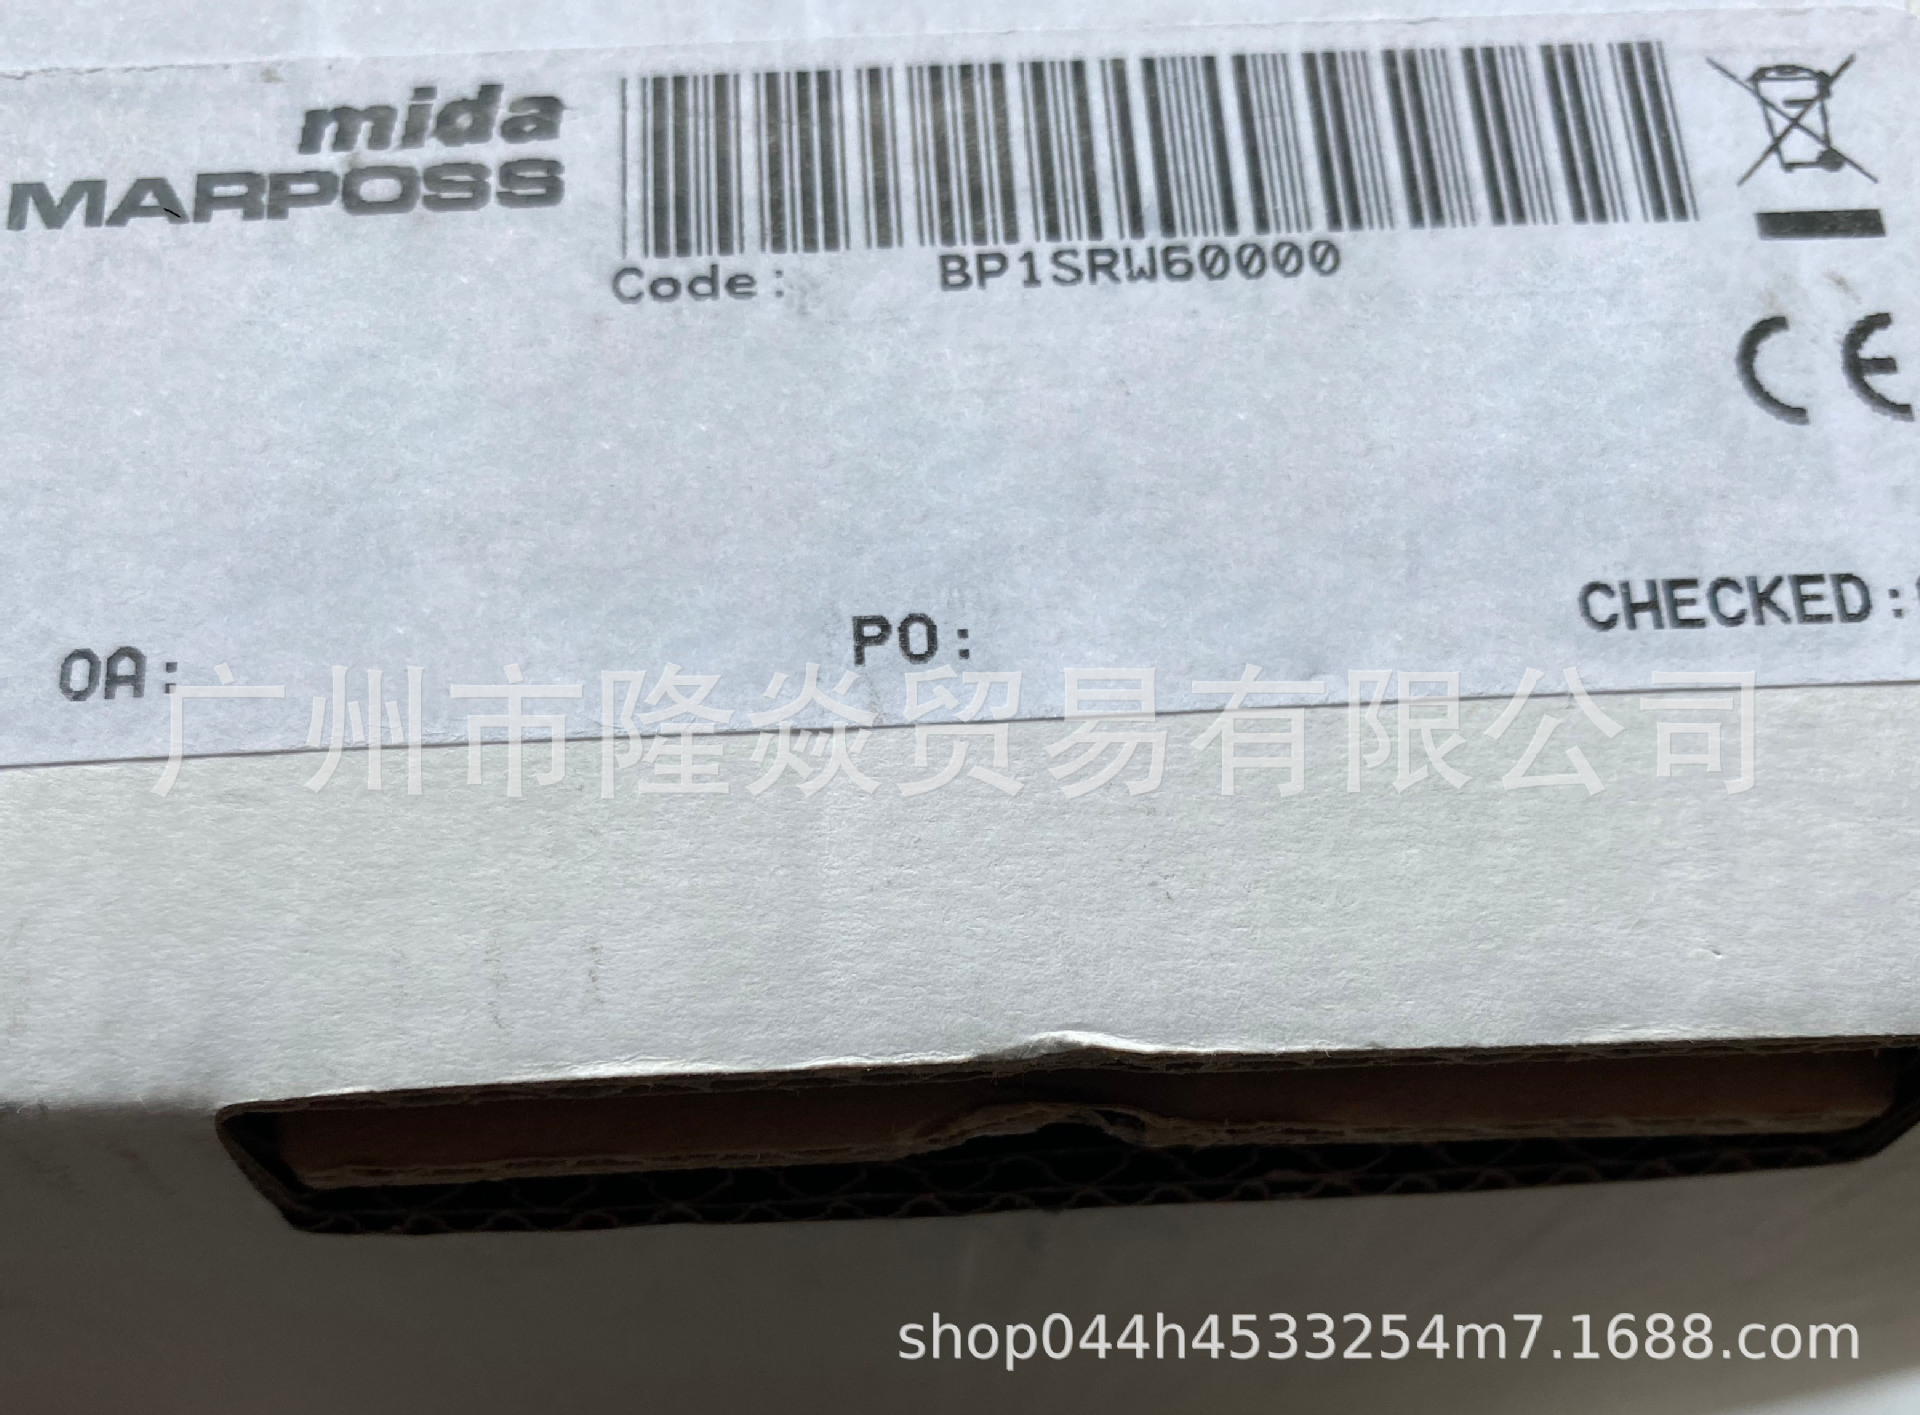 mida
MARPOSS
Code: BP1SRW60000
CE
OA: PO: CHECKED:
广州市隆焱贸易有限公司
shop044h4533254m7.1688.com